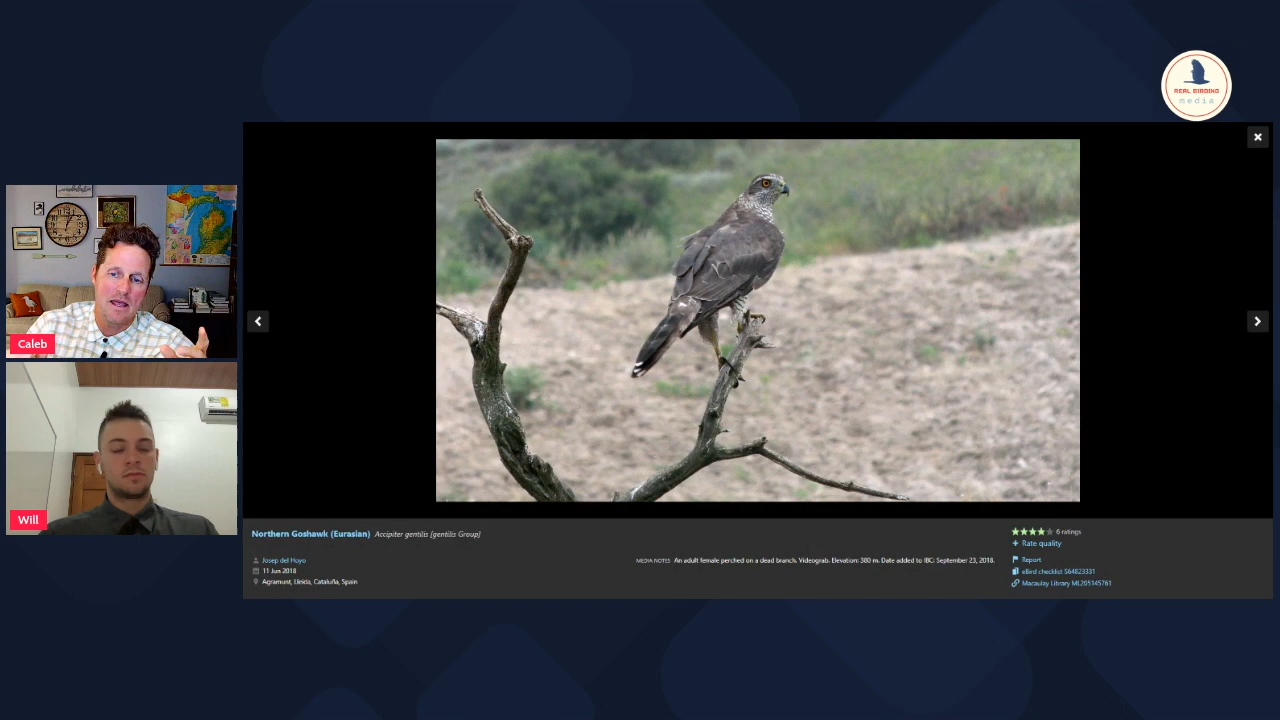 REAL BIRDING
media
Caleb
Will
Northern Goshawk (Eurasian) Accipiter gentilis [gentilis Group]
Josep del Hoyo
11 Jun 2018
Agramunt, Lleida, Cataluña, Spain
MEDIA NOTES An adult female perched on a dead branch. Videograb. Elevation: 380 m. Date added to IBC: September 23, 2018.
6 ratings
Rate quality
Report
eBird checklist S64823331
Macaulay Library ML205145761